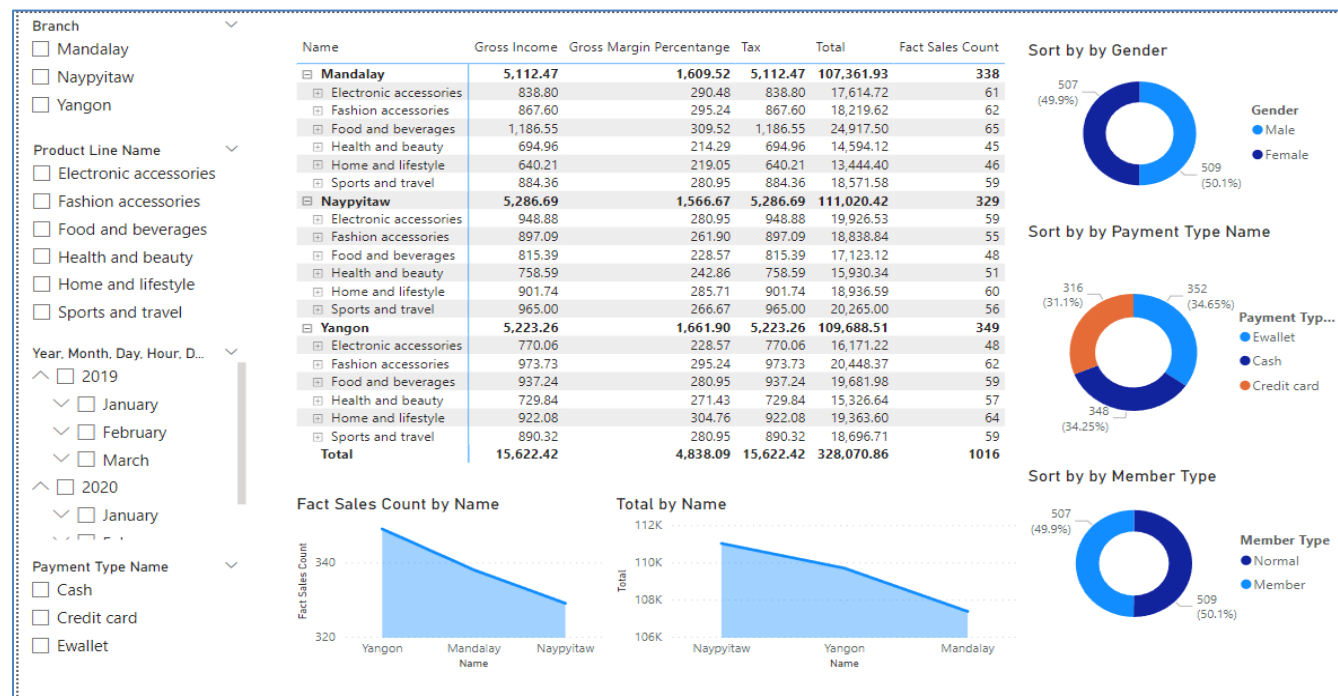 Branch
Mandalay
Naypyitaw
Yangon
Product Line Name
Electronic accessories
Fashion accessories
Food and beverages
Health and beauty
Home and lifestyle
Sports and travel
Year, Month, Day, Hour, D...
2019
January
February
March
2020
January
Payment Type Name
Cash
Credit card
Ewallet
Name Gross Income Gross Margin Percentange Tax Total Fact Sales Count
Mandalay 5,112.47 1,609.52 5,112.47 107,361.93 338
Electronic accessories 838.80 290.48 838.80 17,614.72 61
Fashion accessories 867.60 295.24 867.60 18,219.62 62
Food and beverages 1,186.55 309.52 1,186.55 24,917.50 65
Health and beauty 694.96 214.29 694.96 14,594.12 45
Home and lifestyle 640.21 219.05 640.21 13,444.40 46
Sports and travel 884.36 280.95 884.36 18,571.58 59
Naypyitaw 5,286.69 1,566.67 5,286.69 111,020.42 329
Electronic accessories 948.88 280.95 948.88 19,926.53 59
Fashion accessories 897.09 261.90 897.09 18,838.84 55
Food and beverages 815.39 228.57 815.39 17,123.12 48
Health and beauty 758.59 242.86 758.59 15,930.34 51
Home and lifestyle 901.74 285.71 901.74 18,936.59 60
Sports and travel 965.00 266.67 965.00 20,265.00 56
Yangon 5,223.26 1,661.90 5,223.26 109,688.51 349
Electronic accessories 770.06 228.57 770.06 16,171.22 48
Fashion accessories 973.73 295.24 973.73 20,448.37 62
Food and beverages 937.24 280.95 937.24 19,681.98 59
Health and beauty 729.84 271.43 729.84 15,326.64 57
Home and lifestyle 922.08 304.76 922.08 19,363.60 64
Sports and travel 890.32 280.95 890.32 18,696.71 59
Total 15,622.42 4,838.09 15,622.42 328,070.86 1016
Fact Sales Count by Name
Fact Sales Count
340
320
Yangon Mandalay Naypyitaw
Name
Total by Name
Total
112K
110K
108K
106K
Naypyitaw Yangon Mandalay
Name
Sort by by Gender
507
(49.9%)
509
(50.1%)
Gender
Male
Female
Sort by by Payment Type Name
316
(31.1%)
352
(34.65%)
348
(34.25%)
Payment Typ...
Ewallet
Cash
Credit card
Sort by by Member Type
507
(49.9%)
509
(50.1%)
Member Type
Normal
Member